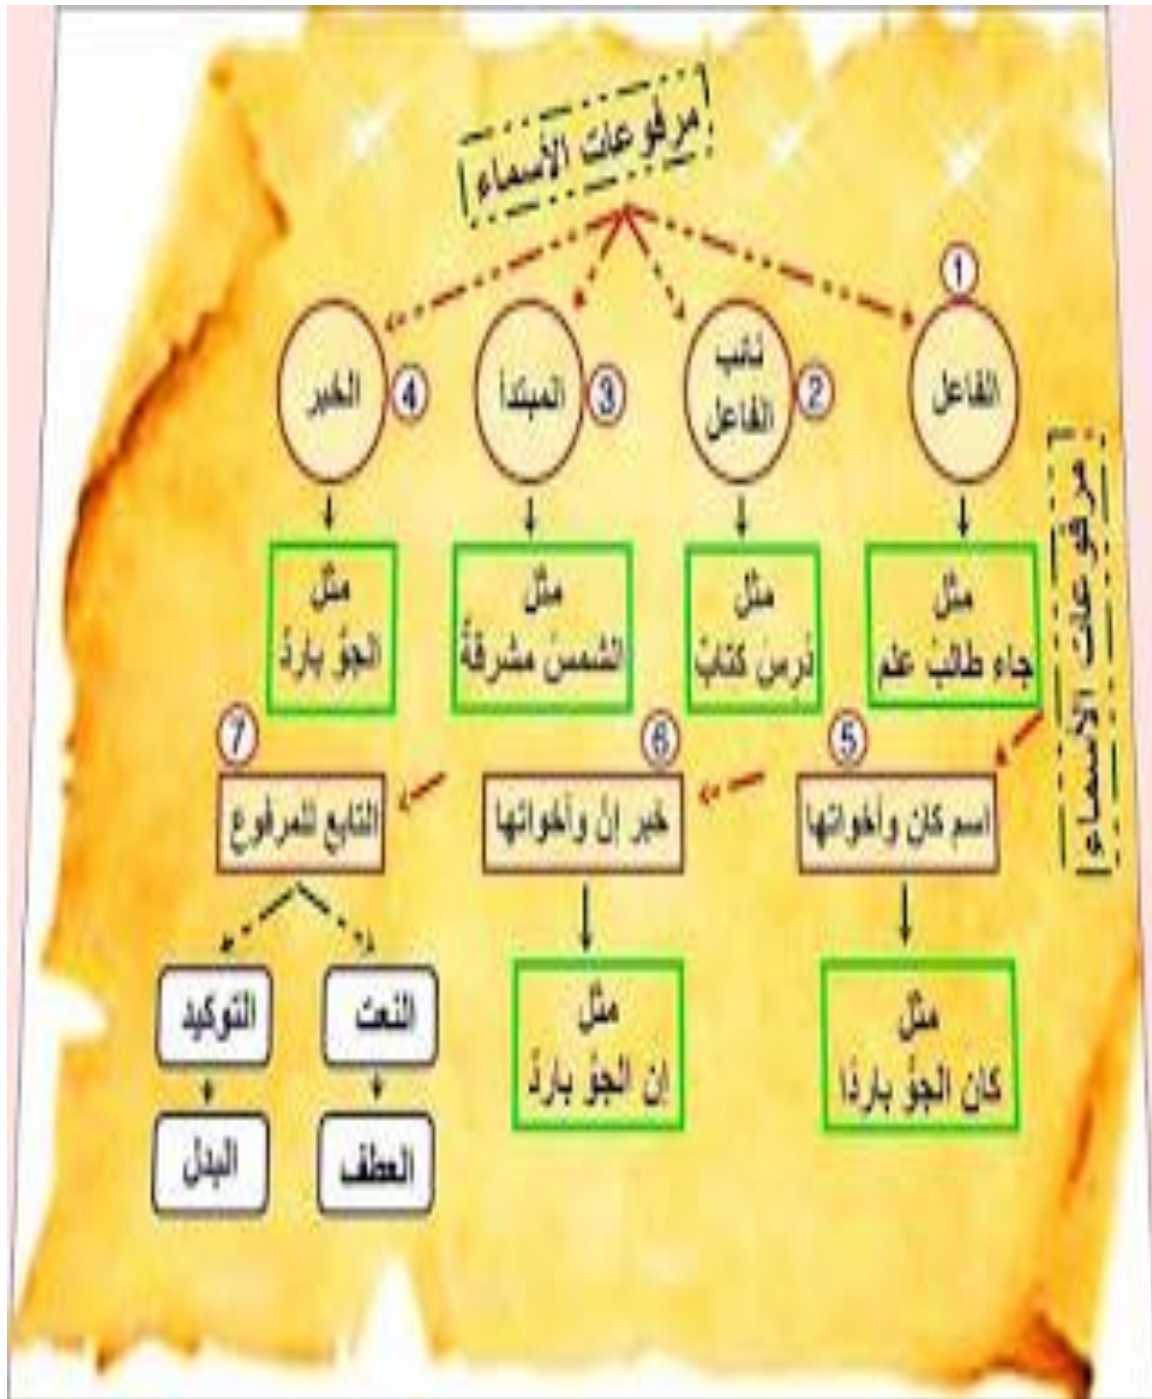 مرفوعات الأسماء
1
الفاعل
2
نائب
الفاعل
3
المبتدأ
4
الخبر
مثل
جاء طالبُ علم
مثل
دُرِسَ كتابٌ
مثل
الشمسُ مشرقةٌ
مثل
الجوُّ باردٌ
مرفوعات الأسماء
5
اسم كان وأخواتها
6
خبر إنّ وأخواتها
7
التابع للمرفوع
مثل
كان الجوُّ باردًا
مثل
إن الجوَّ باردٌ
النعت
التوكيد
العطف
البدل